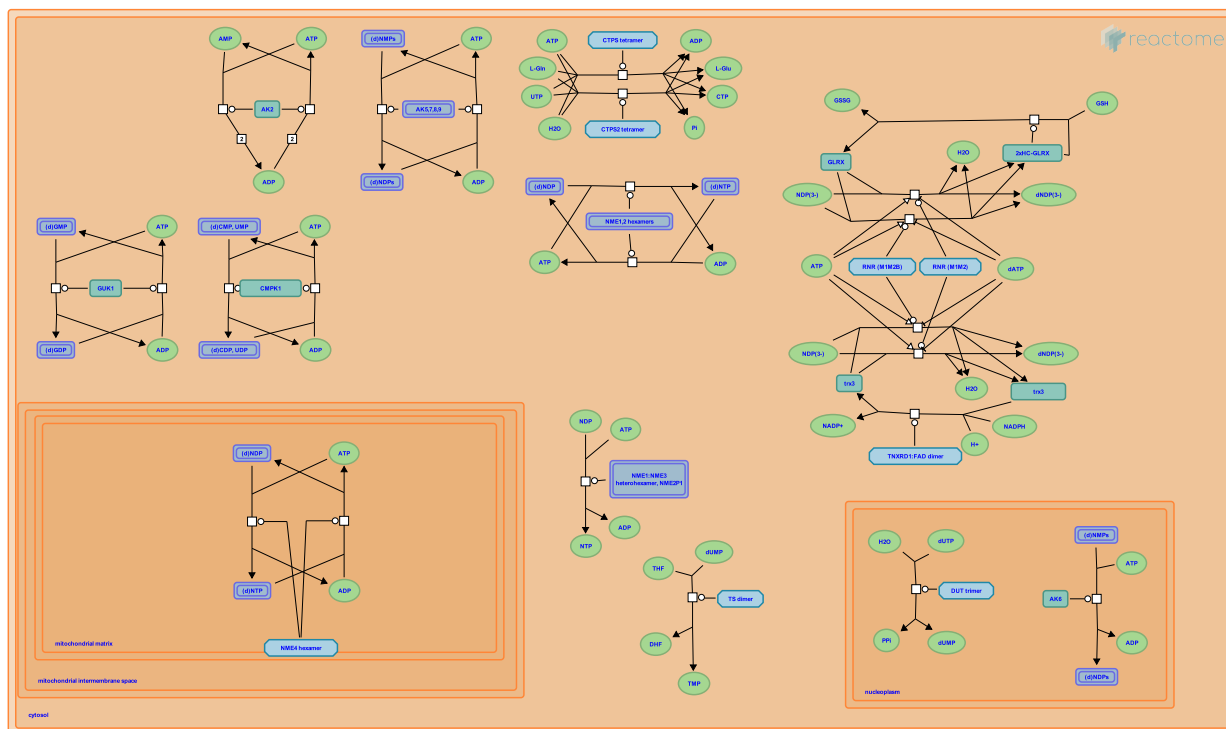 reactome
AMP
ATP
AK2
2
2
ADP
(d)NMPs
ATP
AK5,7,8,9
(d)NDPs
ADP
ATP
CTPS tetramer
ADP
L-Gln
L-Glu
UTP
CTP
H2O
CTPS2 tetramer
Pi
(d)NDP
(d)NTP
NME1,2 hexamers
ATP
ADP
GSSG
GSH
GLRX
H2O
2xHC-GLRX
NDP(3-)
dNDP(3-)
ATP
RNR (M1M2B)
RNR (M1M2)
dATP
NDP(3-)
dNDP(3-)
trx3
H2O
trx3
NADP+
NADPH
H+
TNXRD1:FAD dimer
(d)GMP
ATP
GUK1
(d)GDP
ADP
(d)CMP, UMP
ATP
CMPK1
(d)CDP, UDP
ADP
(d)NDP
ATP
(d)NTP
ADP
NME4 hexamer
mitochondrial matrix
mitochondrial intermembrane space
cytosol
NDP
ATP
NME1:NME3
heterohexamer, NME2P1
ADP
NTP
dUMP
THF
TS dimer
DHF
TMP
H2O
dUTP
DUT trimer
PPi
dUMP
(d)NMPs
ATP
AK6
ADP
(d)NDPs
nucleoplasm